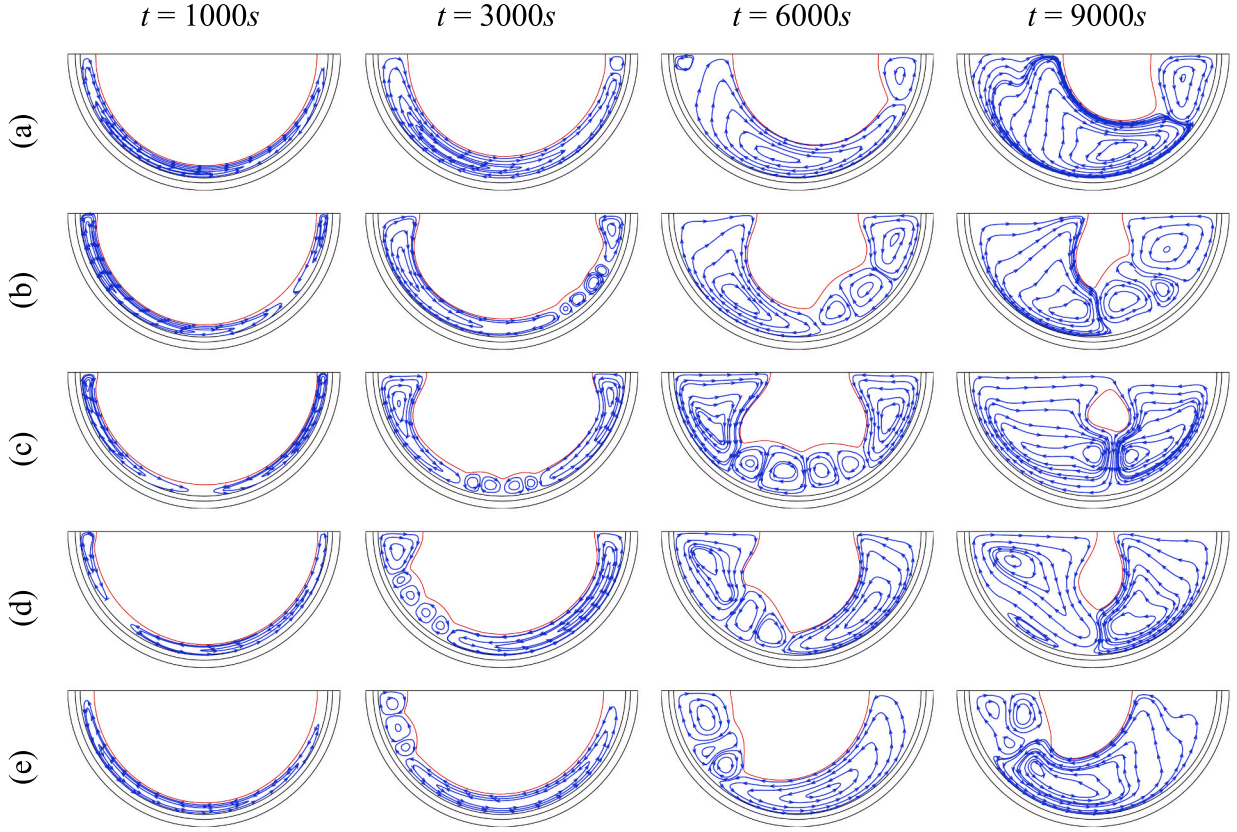 t = 1000s t = 3000s t = 6000s t = 9000s
(a)
(b)
(c)
(d)
(e)